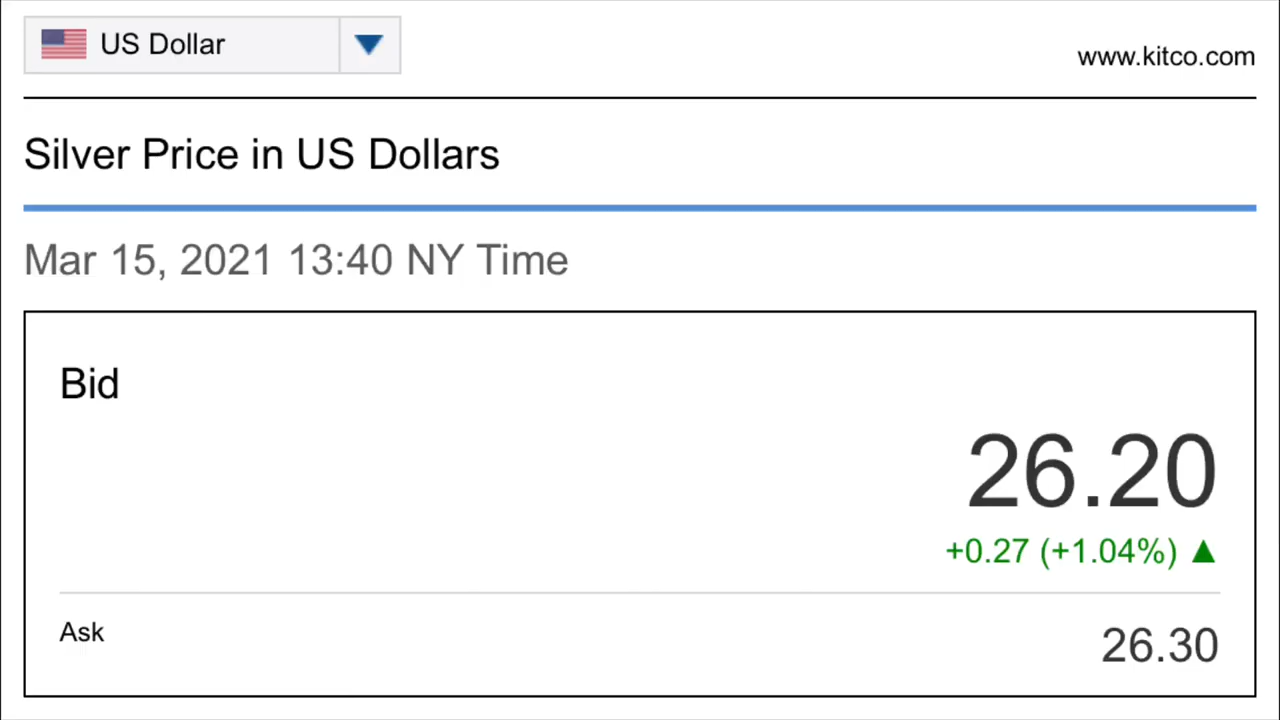 US Dollar
www.kitco.com
Silver Price in US Dollars
Mar 15, 2021 13:40 NY Time
Bid
26.20
+0.27 (+1.04%) ▲
Ask
26.30